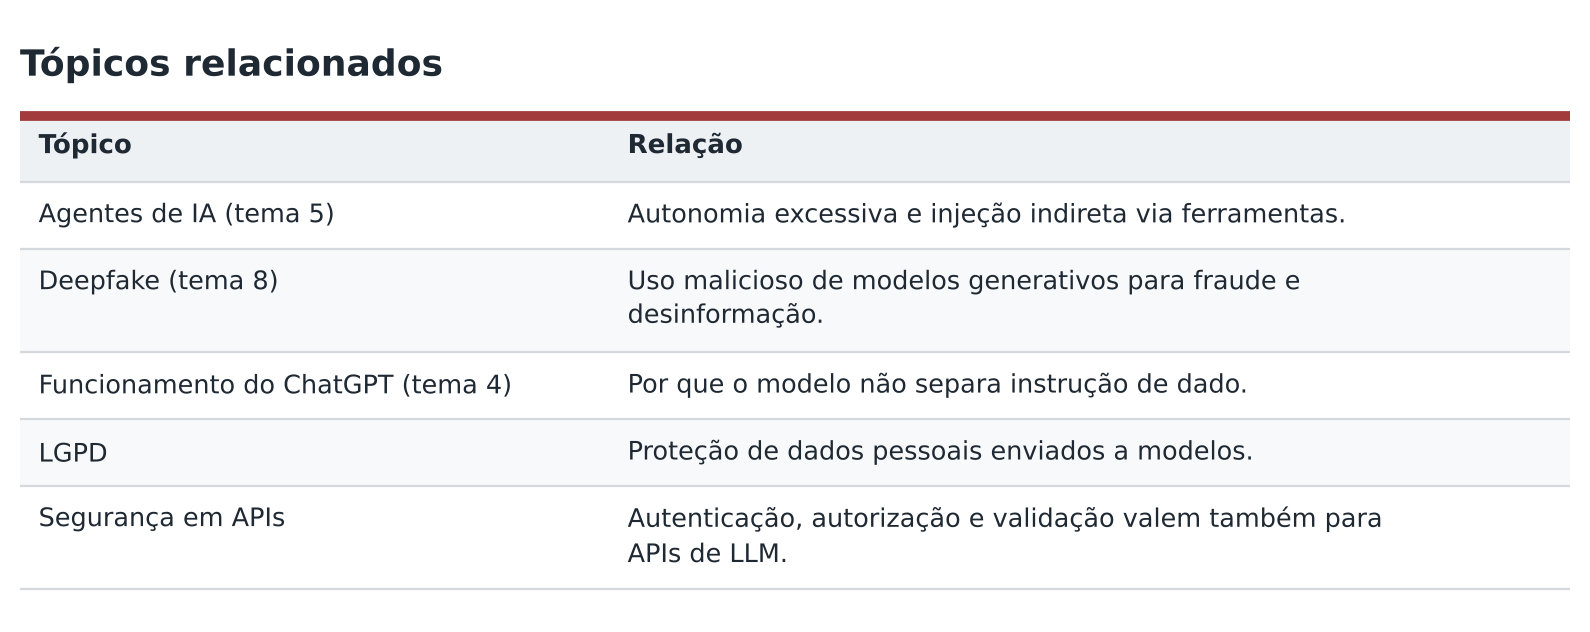 Tópicos relacionados
Tópico Relação
Agentes de IA (tema 5) Autonomia excessiva e injeção indireta via ferramentas.
Deepfake (tema 8) Uso malicioso de modelos generativos para fraude e
desinformação.
Funcionamento do ChatGPT (tema 4) Por que o modelo não separa instrução de dado.
LGPD Proteção de dados pessoais enviados a modelos.
Segurança em APIs Autenticação, autorização e validação valem também para
APIs de LLM.